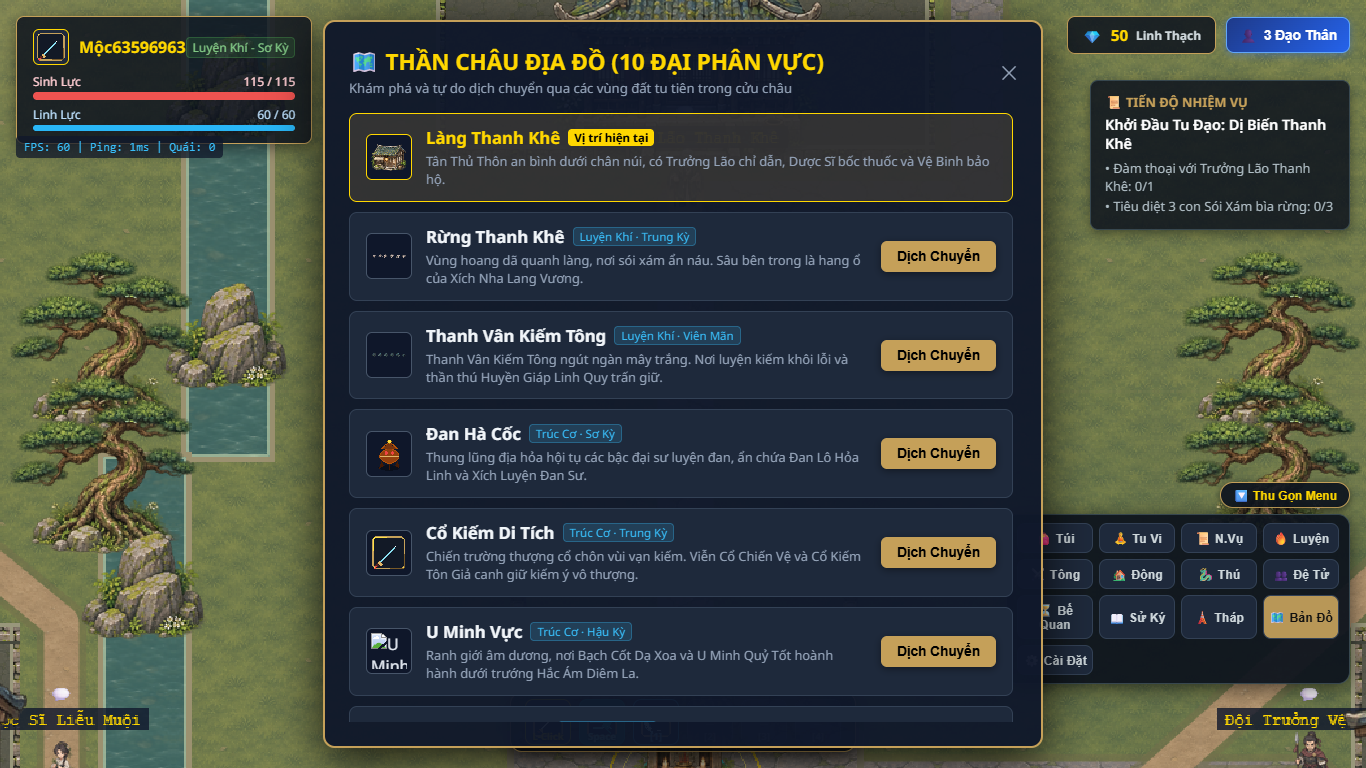 Mộc63596963
Luyện Khí - Sơ Kỳ
Sinh Lực
115 / 115
Linh Lực
60 / 60
FPS: 60 | Ping: 1ms | Quái: 0
THẦN CHÂU ĐỊA ĐỒ (10 ĐẠI PHÂN VỰC)
Khám phá và tự do dịch chuyển qua các vùng đất tu tiên trong cửu châu
Làng Thanh Khê
Vị trí hiện tại
Tân Thủ Thôn an bình dưới chân núi, có Trưởng Lão chỉ dẫn, Dược Sĩ bốc thuốc và Vệ Binh bảo
hộ.
Rừng Thanh Khê
Luyện Khí · Trung Kỳ
Vùng hoang dã quanh làng, nơi sói xám ẩn náu. Sâu bên trong là hang ổ
của Xích Nha Lang Vương.
Dịch Chuyển
Thanh Vân Kiếm Tông
Luyện Khí · Viên Mãn
Thanh Vân Kiếm Tông ngút ngàn mây trắng. Nơi luyện kiếm khôi lỗi và
thần thú Huyền Giáp Linh Quy trấn giữ.
Dịch Chuyển
Đan Hà Cốc
Trúc Cơ · Sơ Kỳ
Thung lũng địa hỏa hội tụ các bậc đại sư luyện đan, ẩn chứa Đan Lô Hỏa
Linh và Xích Luyện Đan Sư.
Dịch Chuyển
Cổ Kiếm Di Tích
Trúc Cơ · Trung Kỳ
Chiến trường thượng cổ chôn vùi vạn kiếm. Viễn Cổ Chiến Vệ và Cổ Kiếm
Tôn Giả canh giữ kiếm ý vô thượng.
Dịch Chuyển
U
Minh
U Minh Vực
Trúc Cơ · Hậu Kỳ
Ranh giới âm dương, nơi Bạch Cốt Dạ Xoa và U Minh Quỷ Tốt hoành
hành dưới trướng Hắc Ám Diêm La.
Dịch Chuyển
50 Linh Thạch
3 Đạo Thân
TIẾN ĐỘ NHIỆM VỤ
Khởi Đầu Tu Đạo: Dị Biến Thanh
Khê
• Đàm thoại với Trưởng Lão Thanh
Khê: 0/1
• Tiêu diệt 3 con Sói Xám bìa rừng: 0/3
Thu Gọn Menu
Túi
Tu Vi
N.Vụ
Luyện
Tông
Động
Thú
Đệ Tử
Bế
Quan
Sử Ký
Tháp
Bản Đồ
Cài Đặt
Sĩ Liễu Muội
Đội Trưởng Vệ